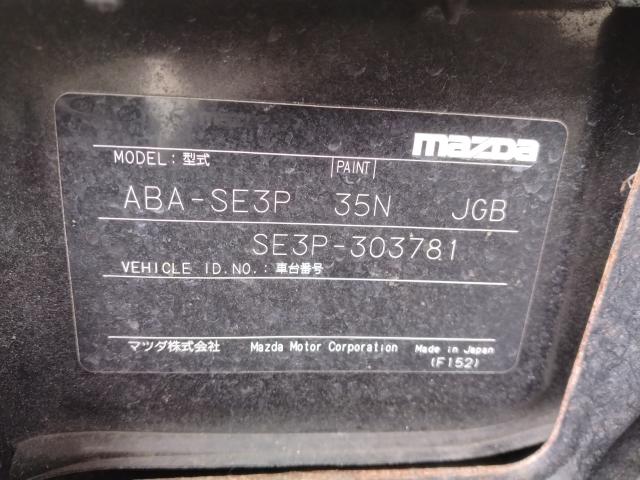 mazda
MODEL: 型式 PAINT
ABA-SE3P 35N JGB
SE3P-303781
VEHICLE ID.NO.: 車台番号
マツダ株式会社 Mazda Motor Corporation Made in Japan
(F152)